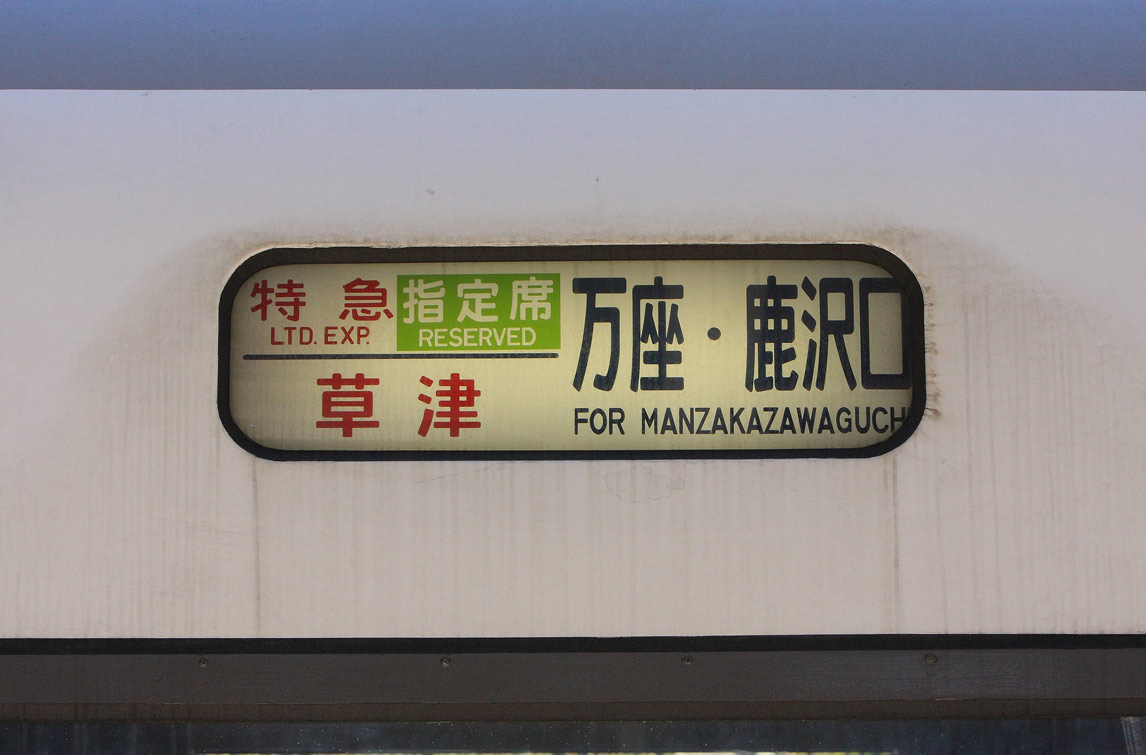 特急 指定席
LTD. EXP. RESERVED
草津
万座・鹿沢口
FOR MANZAKAZAWAGUCH